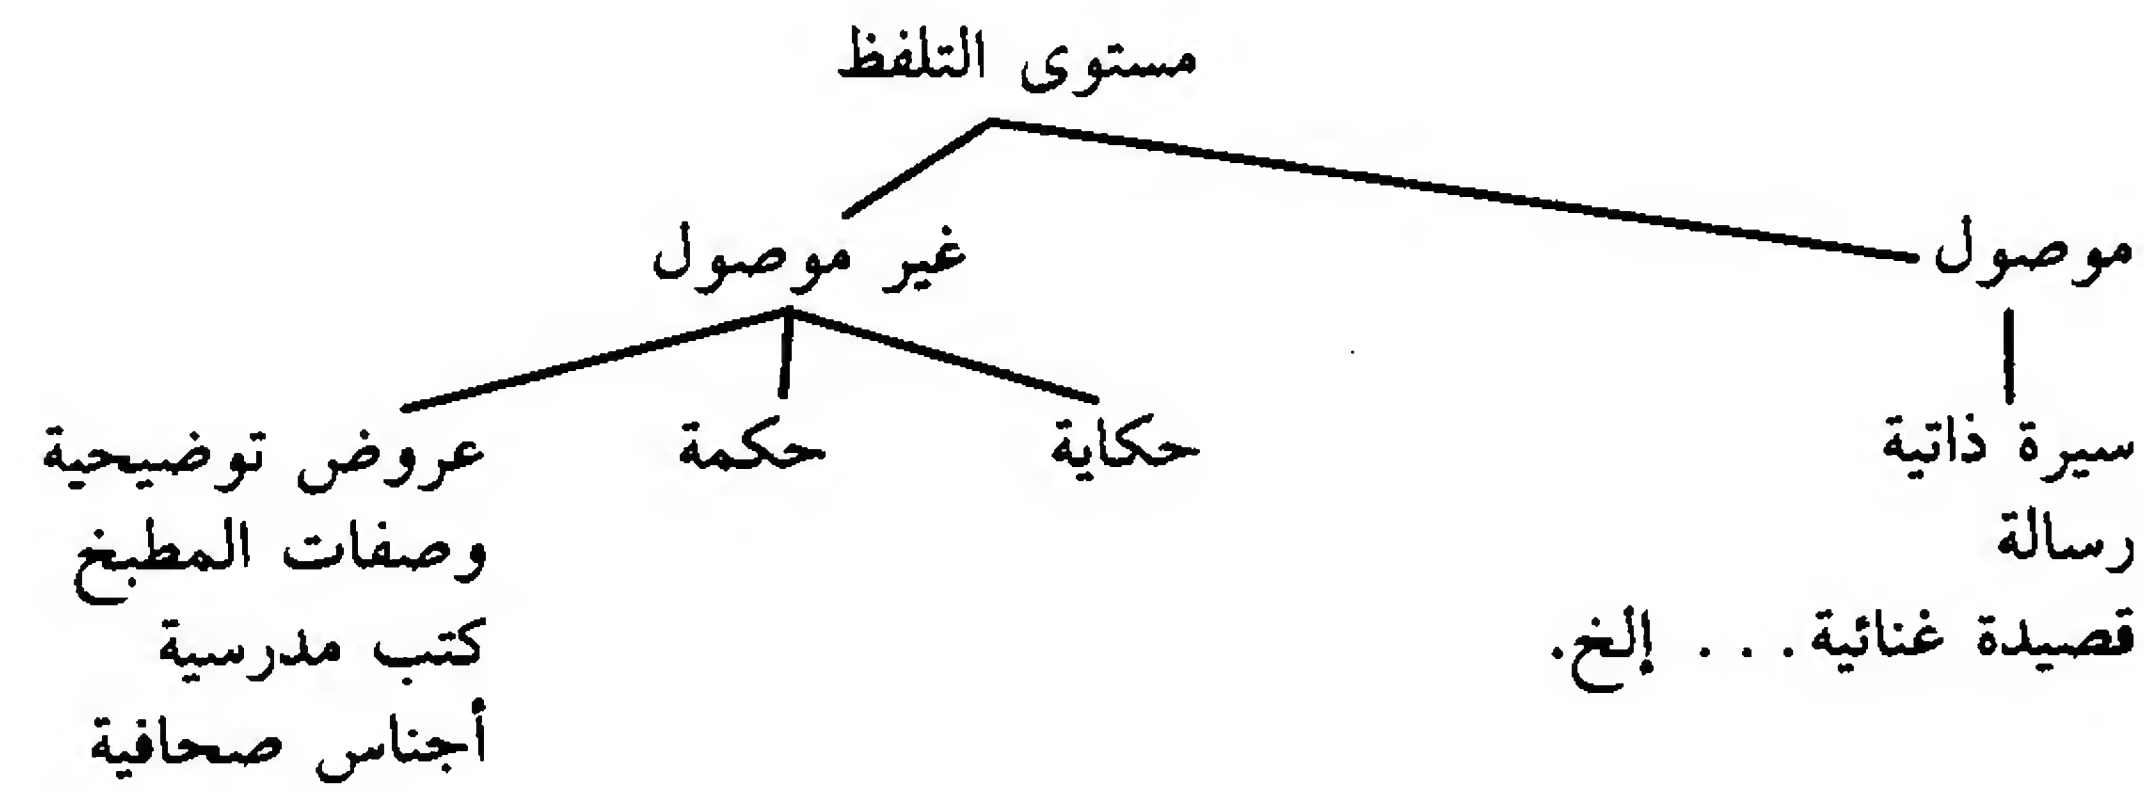 مستوى التلفظ
موصول
غير موصول
سيرة ذاتية
رسالة
قصيدة غنائية... إلخ.
حكاية
حكمة
عروض توضيحية
وصفات المطبخ
كتب مدرسية
أجناس صحافية